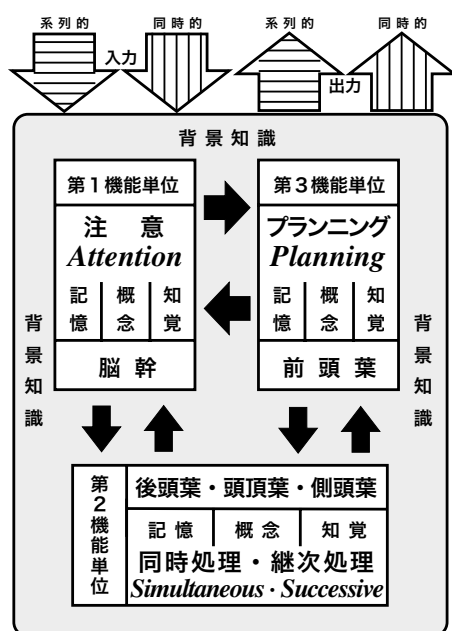 系列的
同時的
系列的
同時的
入力
出力
背景知識
第1機能単位
注意
Attention
記憶
概念
知覚
脳幹
第3機能単位
プランニング
Planning
記憶
概念
知覚
前頭葉
背景知識
背景知識
第2機能単位
後頭葉・頭頂葉・側頭葉
記憶
概念
知覚
同時処理・継次処理
Simultaneous・Successive